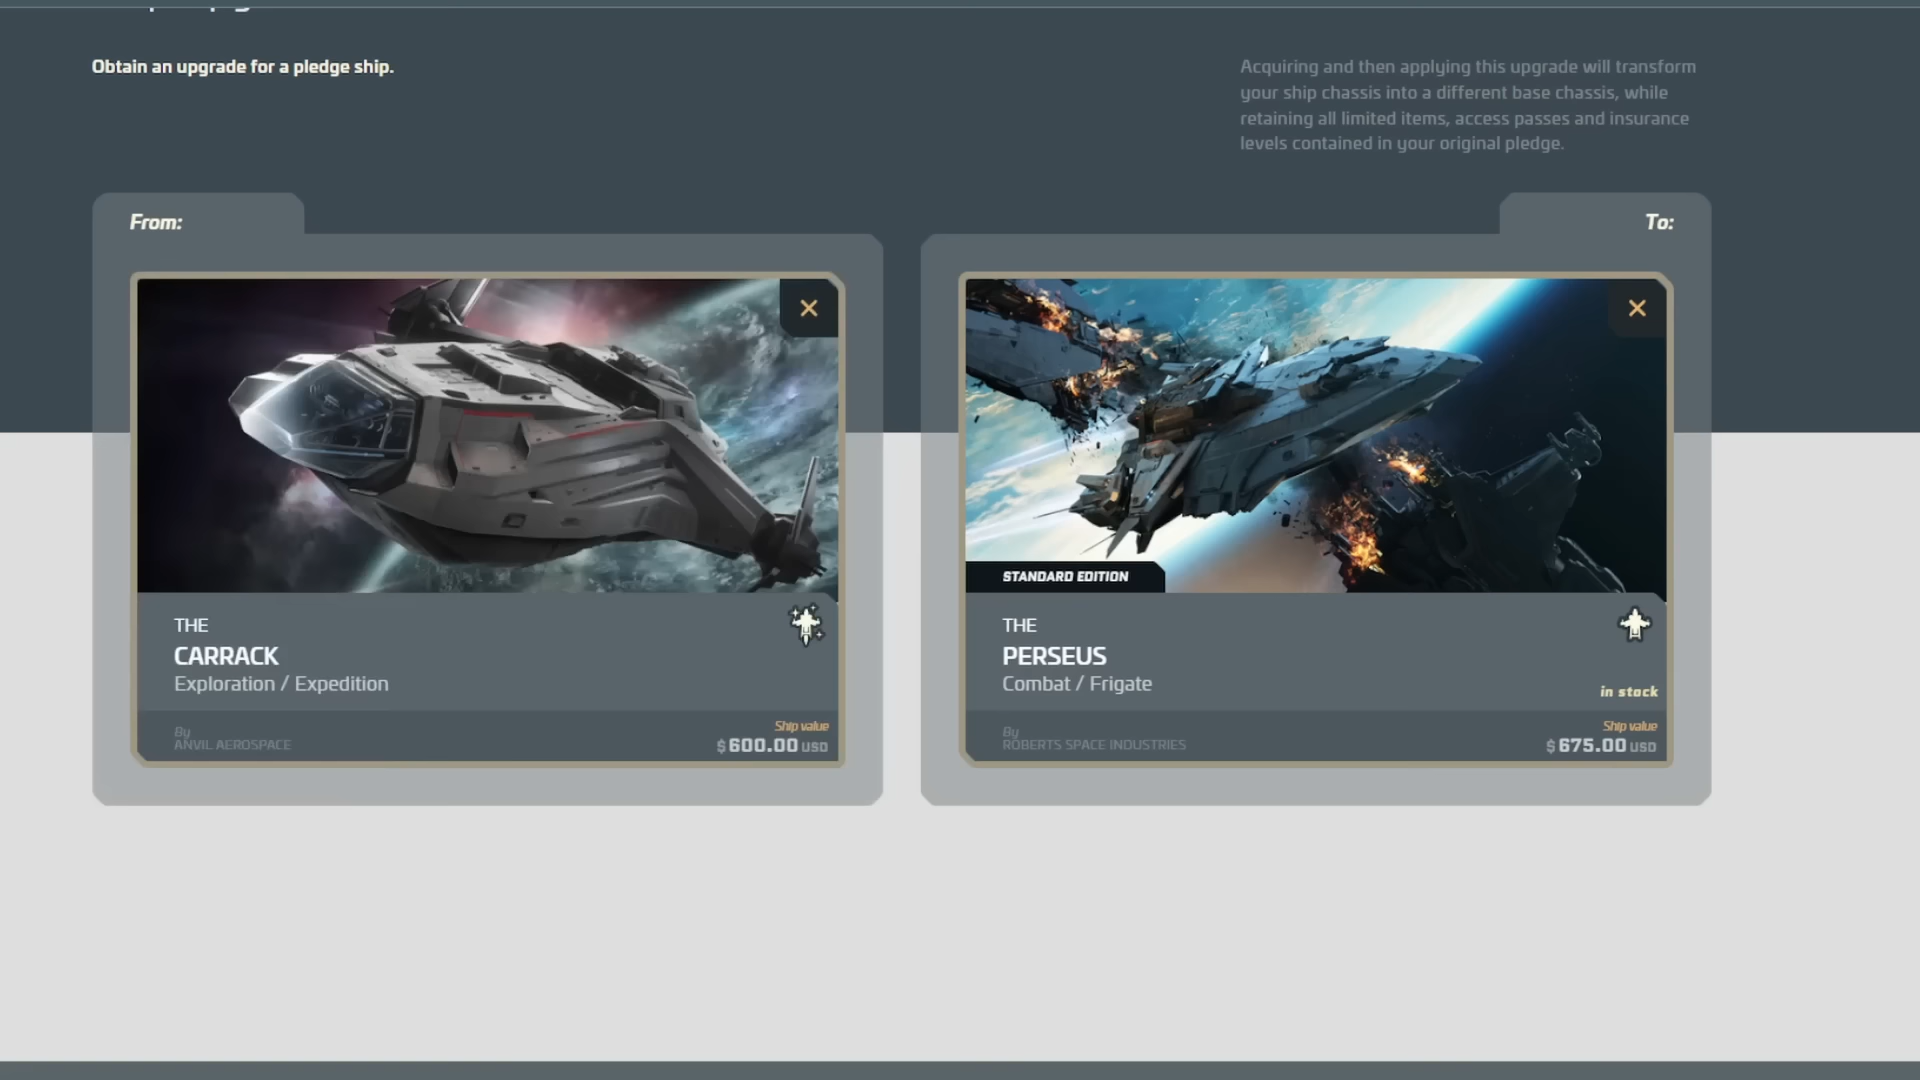 Obtain an upgrade for a pledge ship.
Acquiring and then applying this upgrade will transform
your ship chassis into a different base chassis, while
retaining all limited items, access passes and insurance
levels contained in your original pledge.
From:
THE
CARRACK
Exploration / Expedition
By
ANVIL AEROSPACE
Ship value
$600.00 USD
To:
STANDARD EDITION
THE
PERSEUS
Combat / Frigate
in stock
By
ROBERTS SPACE INDUSTRIES
Ship value
$675.00 USD